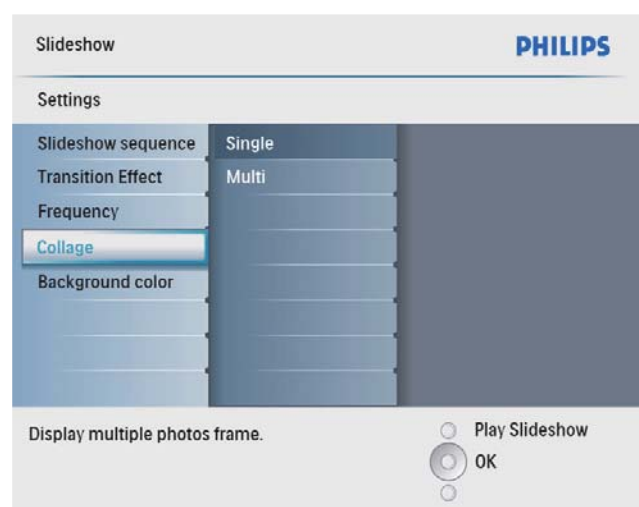 Slideshow
PHILIPS
Settings
Slideshow sequence
Transition Effect
Frequency
Collage
Background color
Single
Multi
Display multiple photos frame.
Play Slideshow
OK